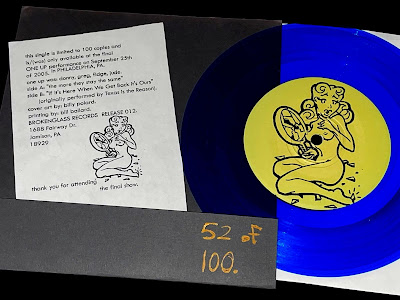 this single is limited to 100 copies and
is/(was) only available at the final
ONE UP performance on September 25th
of 2005, in PHILADELPHIA, PA.
one up was: danny, greg, fidge, jude.
side A: "the more they stay the same"
side B: "If It's Here When We Get Back It's Ours"
(originally performed by Texas Is the Reason).
cover art by: billy pollard.
printing by: bill ballard.
BROKENGLASS RECORDS RELEASE 012.
1688 Fairway Dr.
Jamison, PA
18929
thank you for attending the final show.
52 of
100.